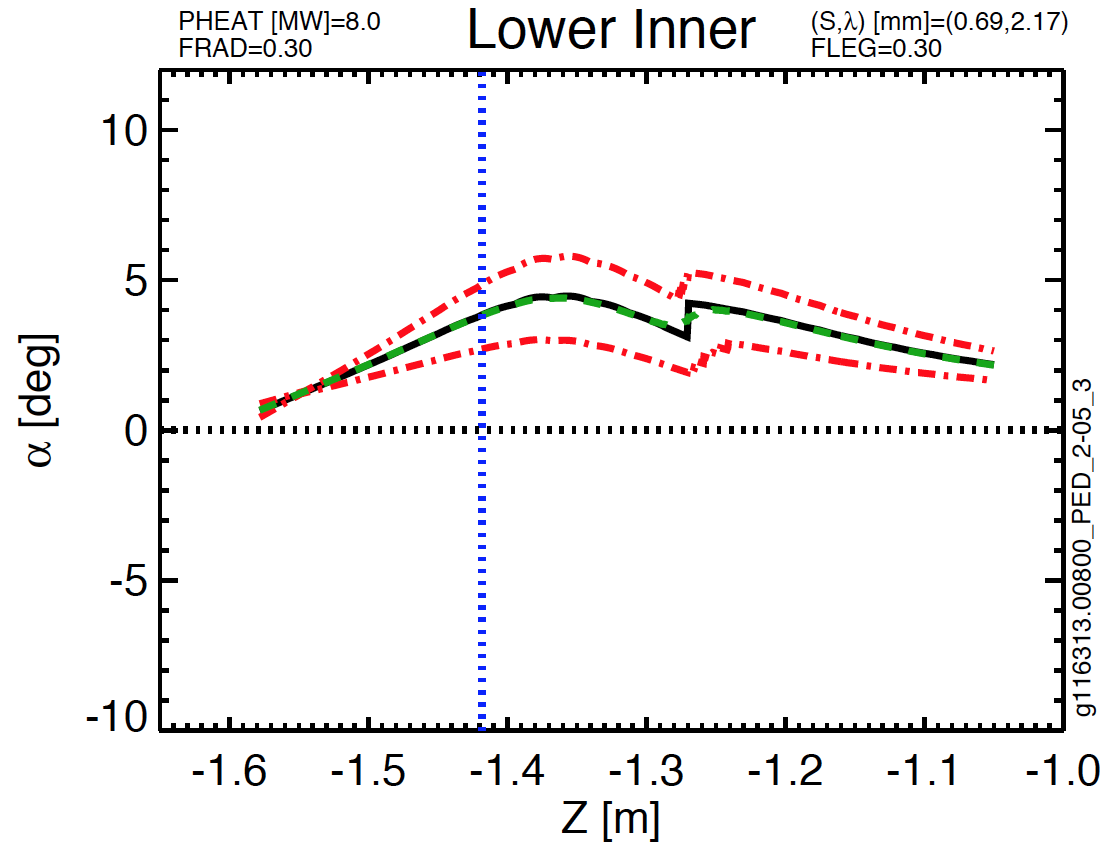 PHEAT [MW]=8.0
FRAD=0.30
Lower Inner
(S,λ) [mm]=(0.69,2.17)
FLEG=0.30
10
5
0
-5
-10
α [deg]
-1.6 -1.5 -1.4 -1.3 -1.2 -1.1 -1.0
Z [m]
g116313.00800_PED_2-05_3